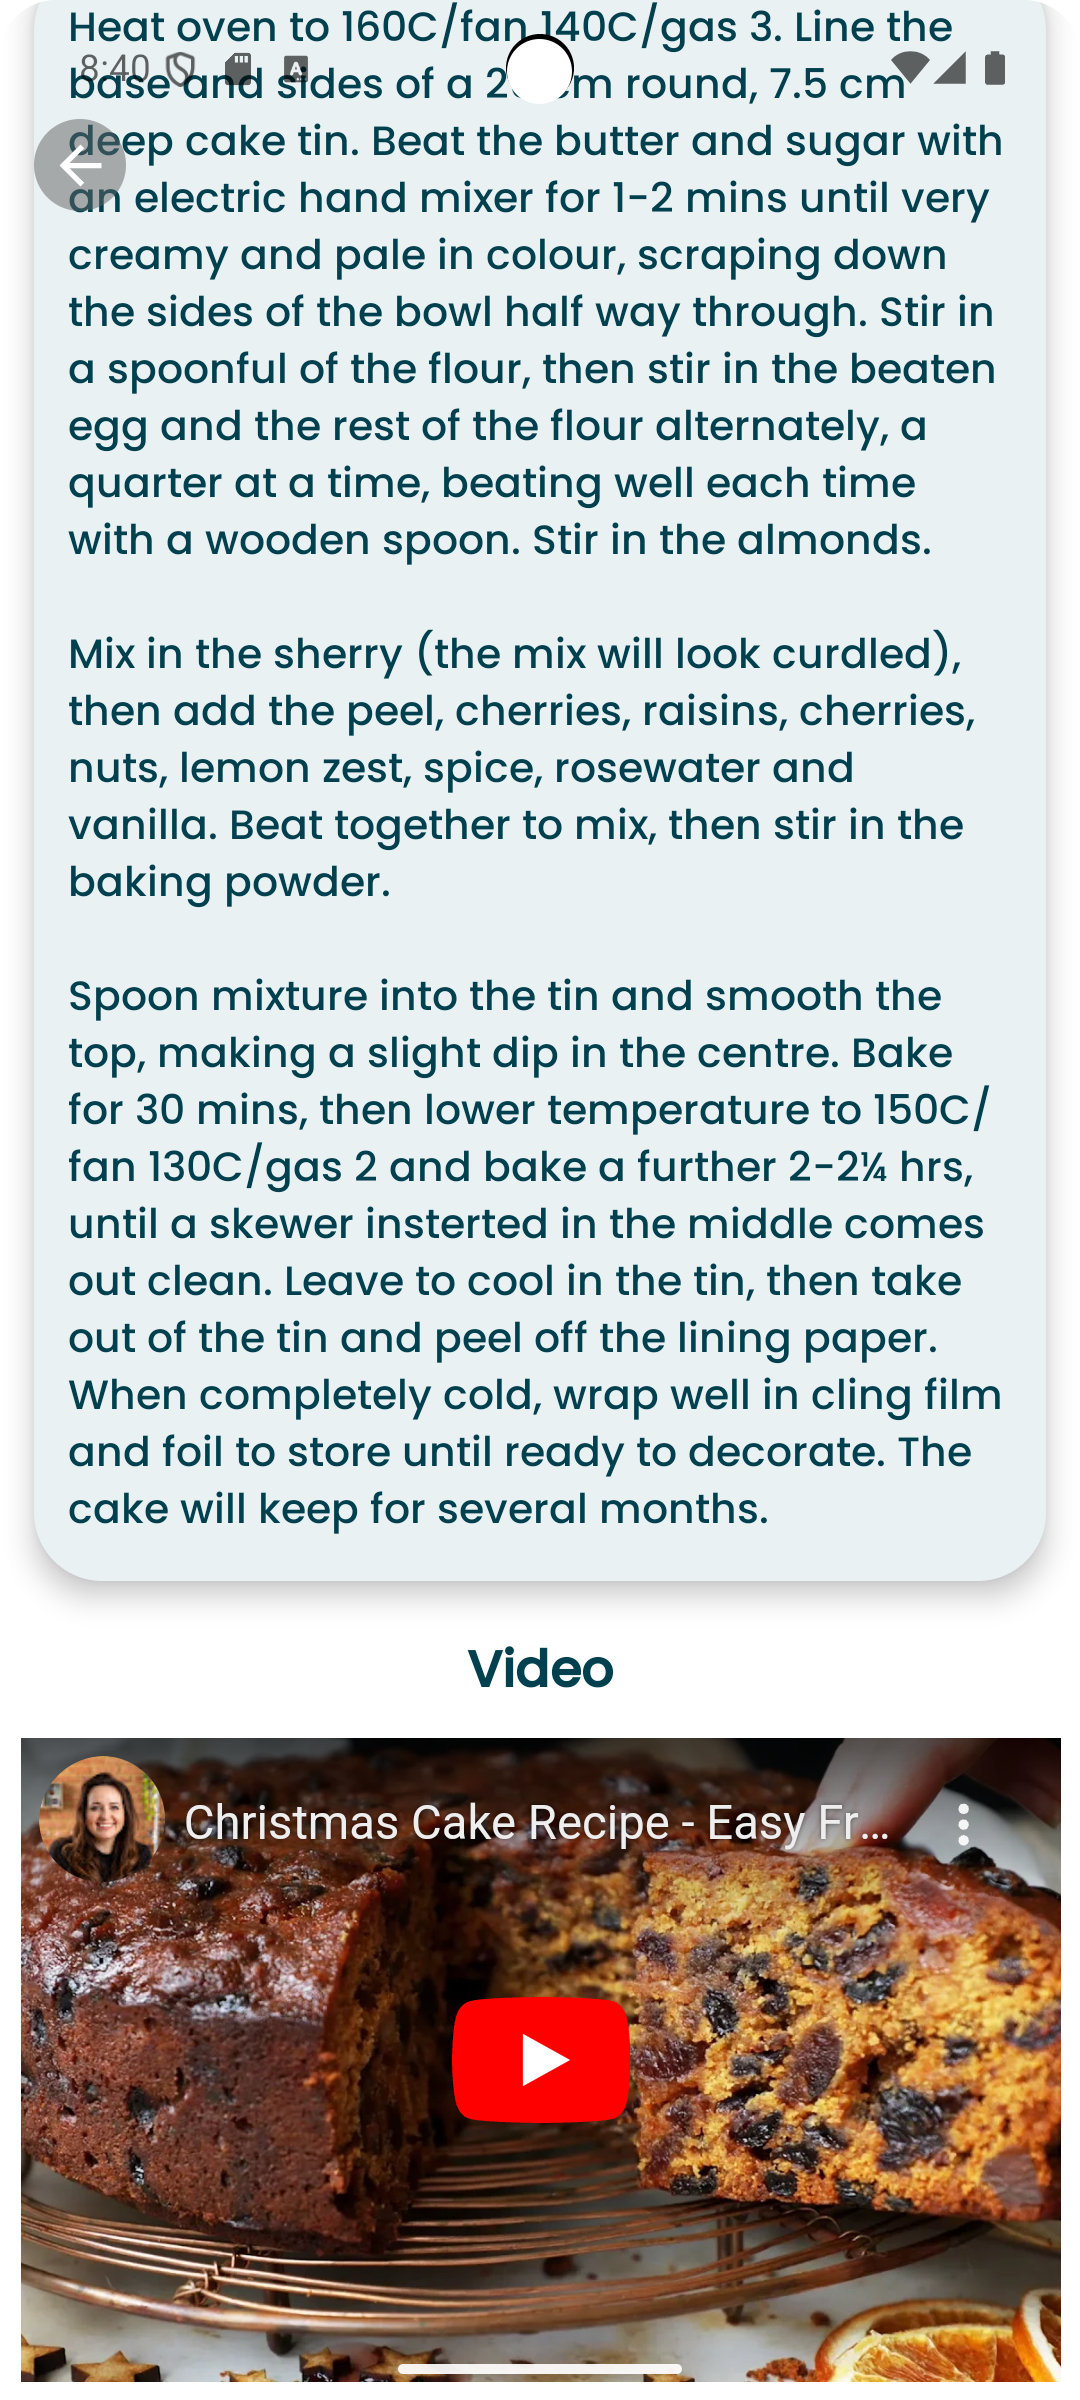 Heat oven to 160C/fan 140C/gas 3. Line the
8:40
base and sides of a cm round, 7.5 cm
deep cake tin. Beat the butter and sugar with
an electric hand mixer for 1-2 mins until very
creamy and pale in colour, scraping down
the sides of the bowl half way through. Stir in
a spoonful of the flour, then stir in the beaten
egg and the rest of the flour alternately, a
quarter at a time, beating well each time
with a wooden spoon. Stir in the almonds.
Mix in the sherry (the mix will look curdled),
then add the peel, cherries, raisins, cherries,
nuts, lemon zest, spice, rosewater and
vanilla. Beat together to mix, then stir in the
baking powder.
Spoon mixture into the tin and smooth the
top, making a slight dip in the centre. Bake
for 30 mins, then lower temperature to 150C/
fan 130C/gas 2 and bake a further 2-2¼ hrs,
until a skewer insterted in the middle comes
out clean. Leave to cool in the tin, then take
out of the tin and peel off the lining paper.
When completely cold, wrap well in cling film
and foil to store until ready to decorate. The
cake will keep for several months.
Video
Christmas Cake Recipe - Easy Fr...